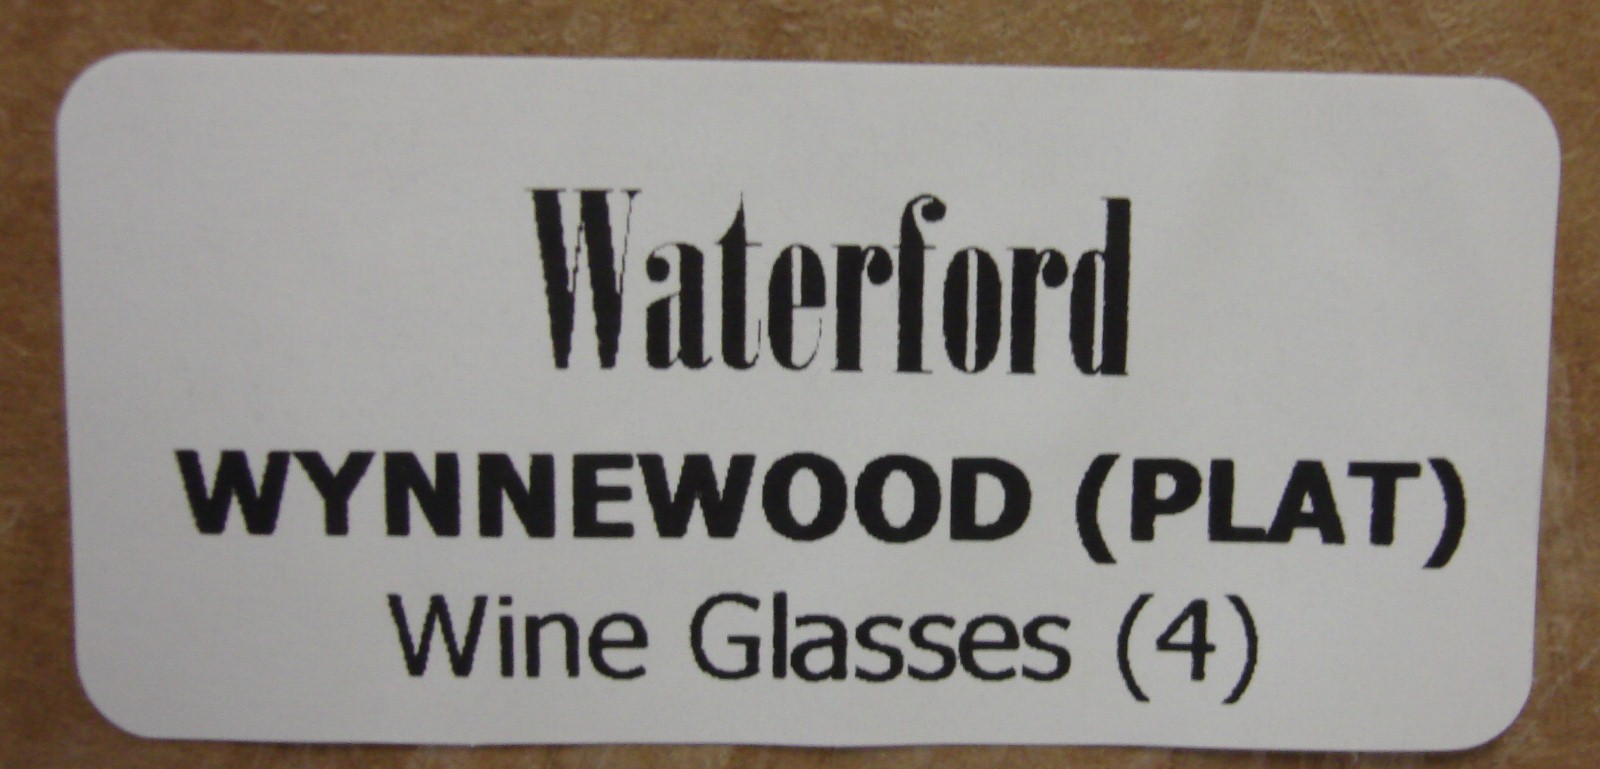 Waterford
WYNNEWOOD (PLAT)
Wine Glasses (4)